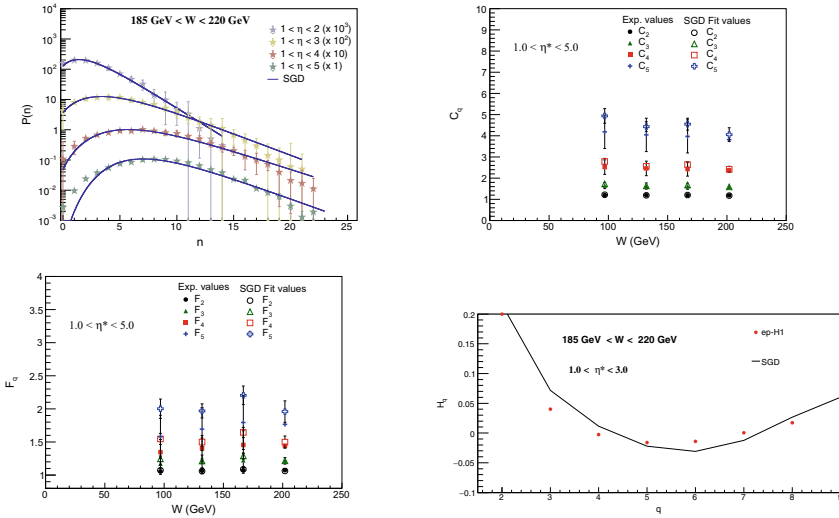 185 GeV < W < 220 GeV
1 < η < 2 (x 10³)
1 < η < 3 (x 10²)
1 < η < 4 (x 10)
1 < η < 5 (x 1)
SGD
P(n)
10⁴
10³
10²
10
1
10⁻¹
10⁻²
10⁻³
0 5 10 15 20 25
n
Exp. values SGD Fit values
C₂ C₂
C₃ C₃
C₄ C₄
C₅ C₅
1.0 < η* < 5.0
C_q
10
9
8
7
6
5
4
3
2
1
0
0 50 100 150 200 250
W (GeV)
Exp. values SGD Fit values
F₂ F₂
F₃ F₃
F₄ F₄
F₅ F₅
1.0 < η* < 5.0
F_q
4
3.5
3
2.5
2
1.5
1
0 50 100 150 200 250
W (GeV)
185 GeV < W < 220 GeV
1.0 < η* < 3.0
ep-H1
SGD
H_q
0.2
0.15
0.1
0.05
0
−0.05
−0.1
2 3 4 5 6 7 8 9
q